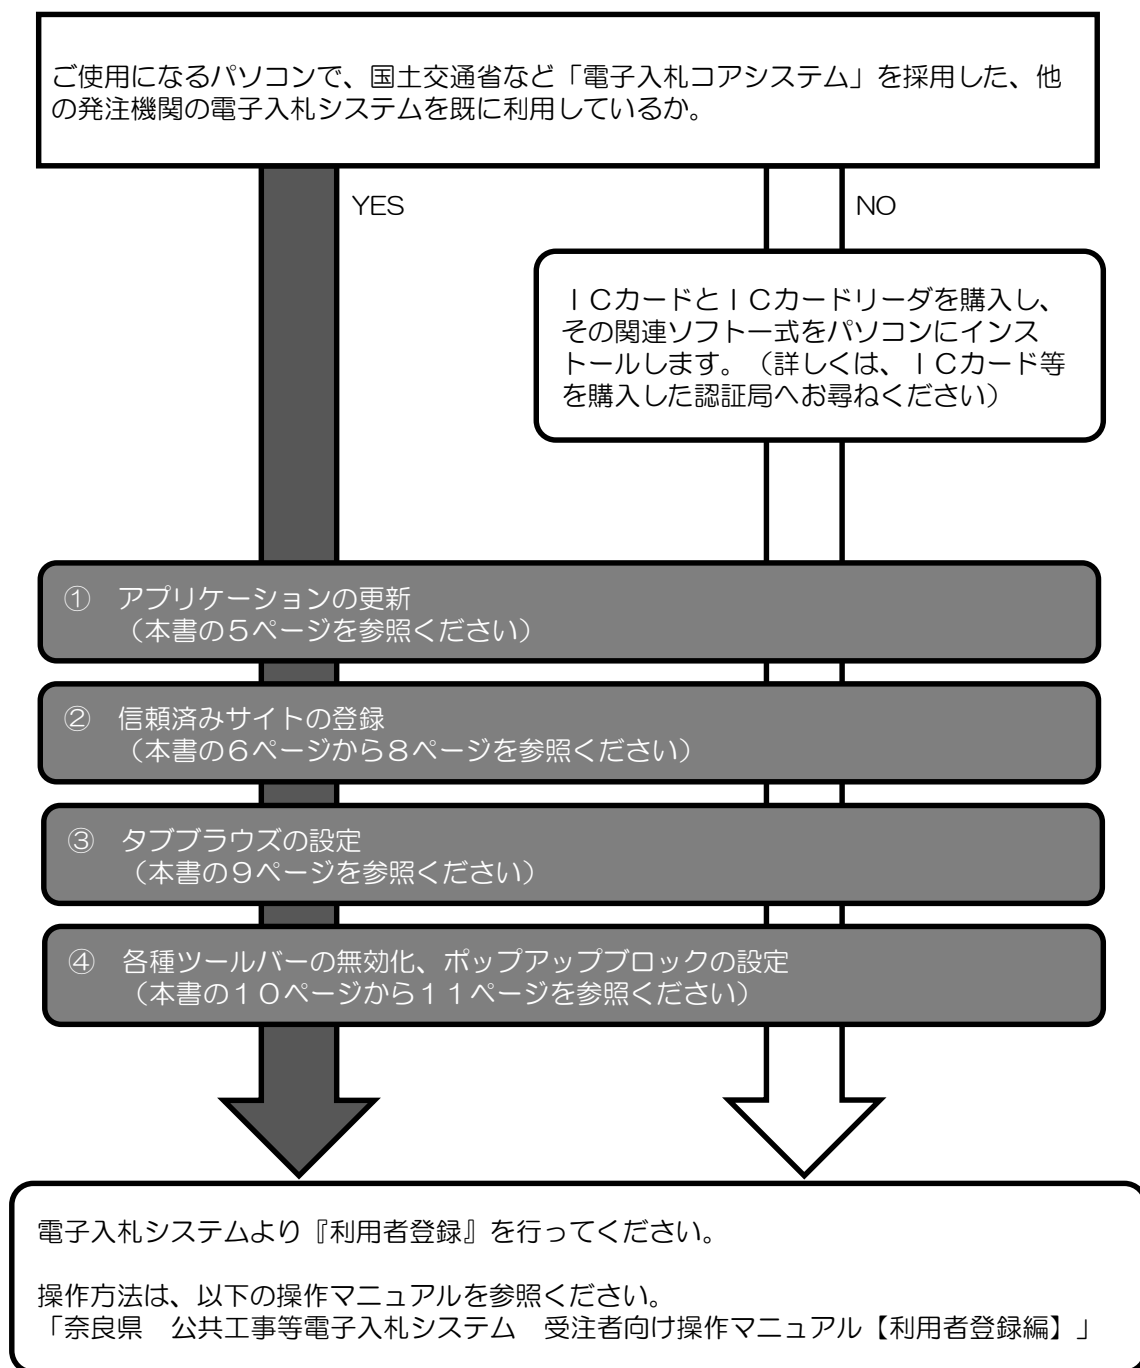 ご使用になるパソコンで、国土交通省など「電子入札コアシステム」を採用した、他
の発注機関の電子入札システムを既に利用しているか。
YES
NO
ＩＣカードとＩＣカードリーダを購入し、
その関連ソフト一式をパソコンにインス
トールします。（詳しくは、ＩＣカード等
を購入した認証局へお尋ねください）
①　アプリケーションの更新
（本書の５ページを参照ください）
②　信頼済みサイトの登録
（本書の６ページから８ページを参照ください）
③　タブブラウズの設定
（本書の９ページを参照ください）
④　各種ツールバーの無効化、ポップアップブロックの設定
（本書の１０ページから１１ページを参照ください）
電子入札システムより『利用者登録』を行ってください。
操作方法は、以下の操作マニュアルを参照ください。
「奈良県　公共工事等電子入札システム　受注者向け操作マニュアル【利用者登録編】」